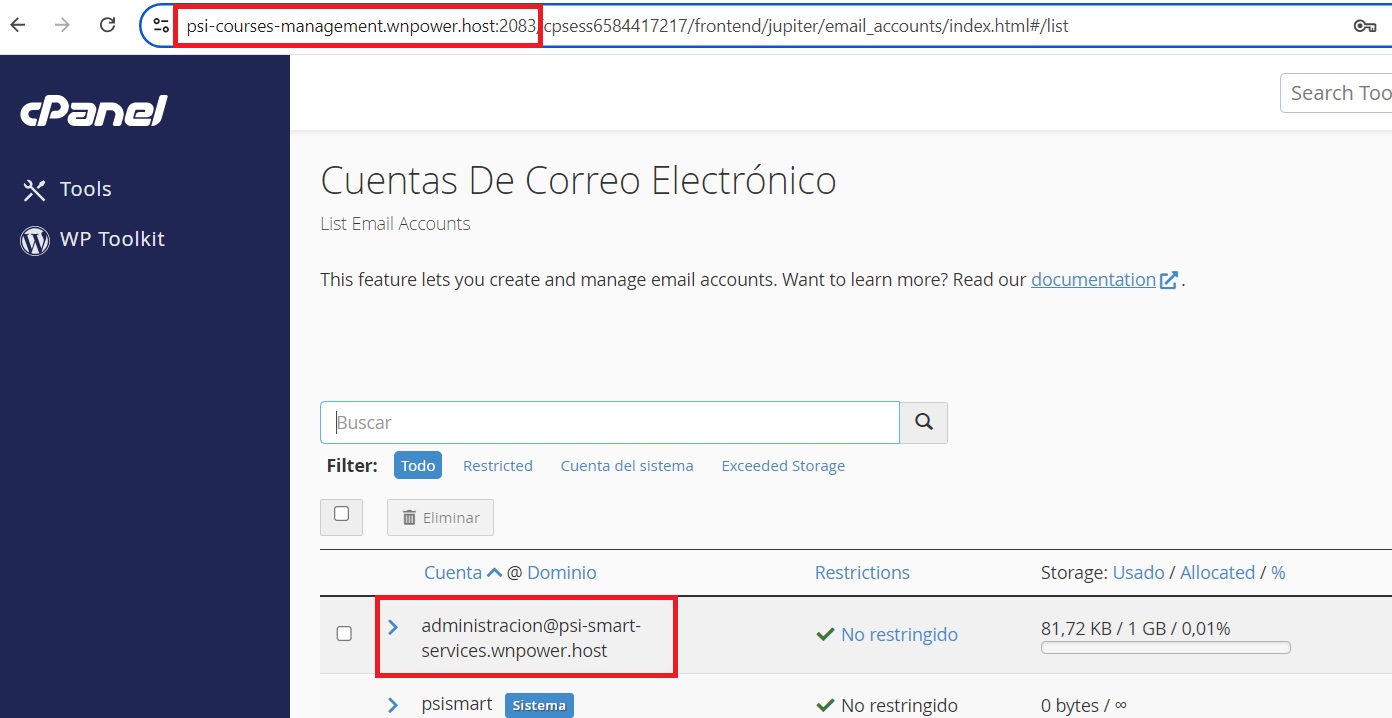 psi-courses-management.wnpower.host:2083/cpsess6584417217/frontend/jupiter/email_accounts/index.html#/list
cPanel
Search Too
Tools
WP Toolkit
Cuentas De Correo Electrónico
List Email Accounts
This feature lets you create and manage email accounts. Want to learn more? Read our documentation .
Buscar
Filter: Todo Restricted Cuenta del sistema Exceeded Storage
Eliminar
Cuenta @ Dominio Restrictions Storage: Usado / Allocated / %
administracion@psi-smart-
services.wnpower.host
No restringido
81,72 KB / 1 GB / 0,01%
psismart Sistema No restringido 0 bytes / ∞